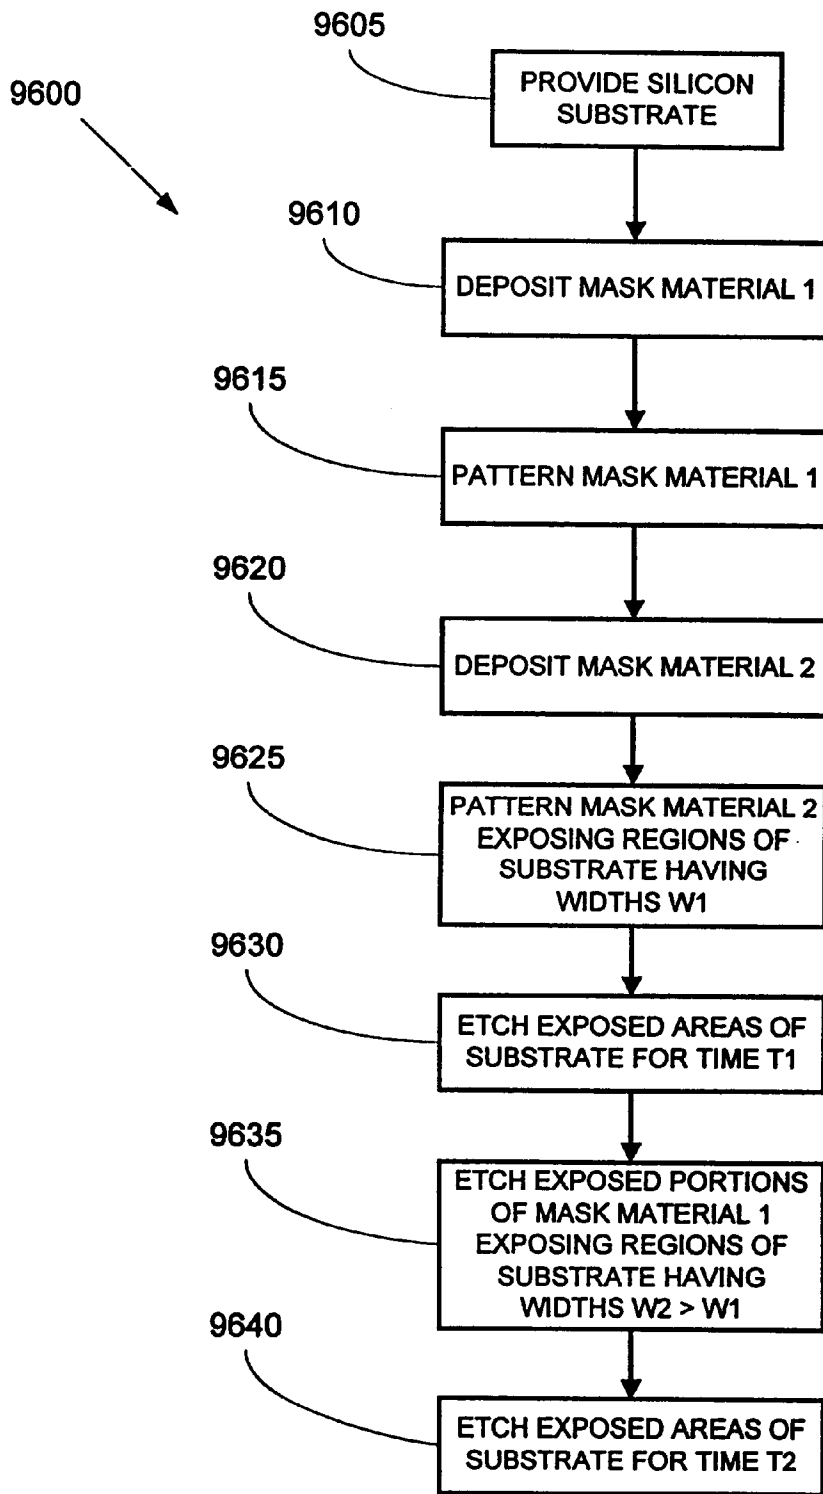 9600
9605
PROVIDE SILICON
SUBSTRATE
9610
DEPOSIT MASK MATERIAL 1
9615
PATTERN MASK MATERIAL 1
9620
DEPOSIT MASK MATERIAL 2
9625
PATTERN MASK MATERIAL 2
EXPOSING REGIONS OF
SUBSTRATE HAVING
WIDTHS W1
9630
ETCH EXPOSED AREAS OF
SUBSTRATE FOR TIME T1
9635
ETCH EXPOSED PORTIONS
OF MASK MATERIAL 1
EXPOSING REGIONS OF
SUBSTRATE HAVING
WIDTHS W2 > W1
9640
ETCH EXPOSED AREAS OF
SUBSTRATE FOR TIME T2